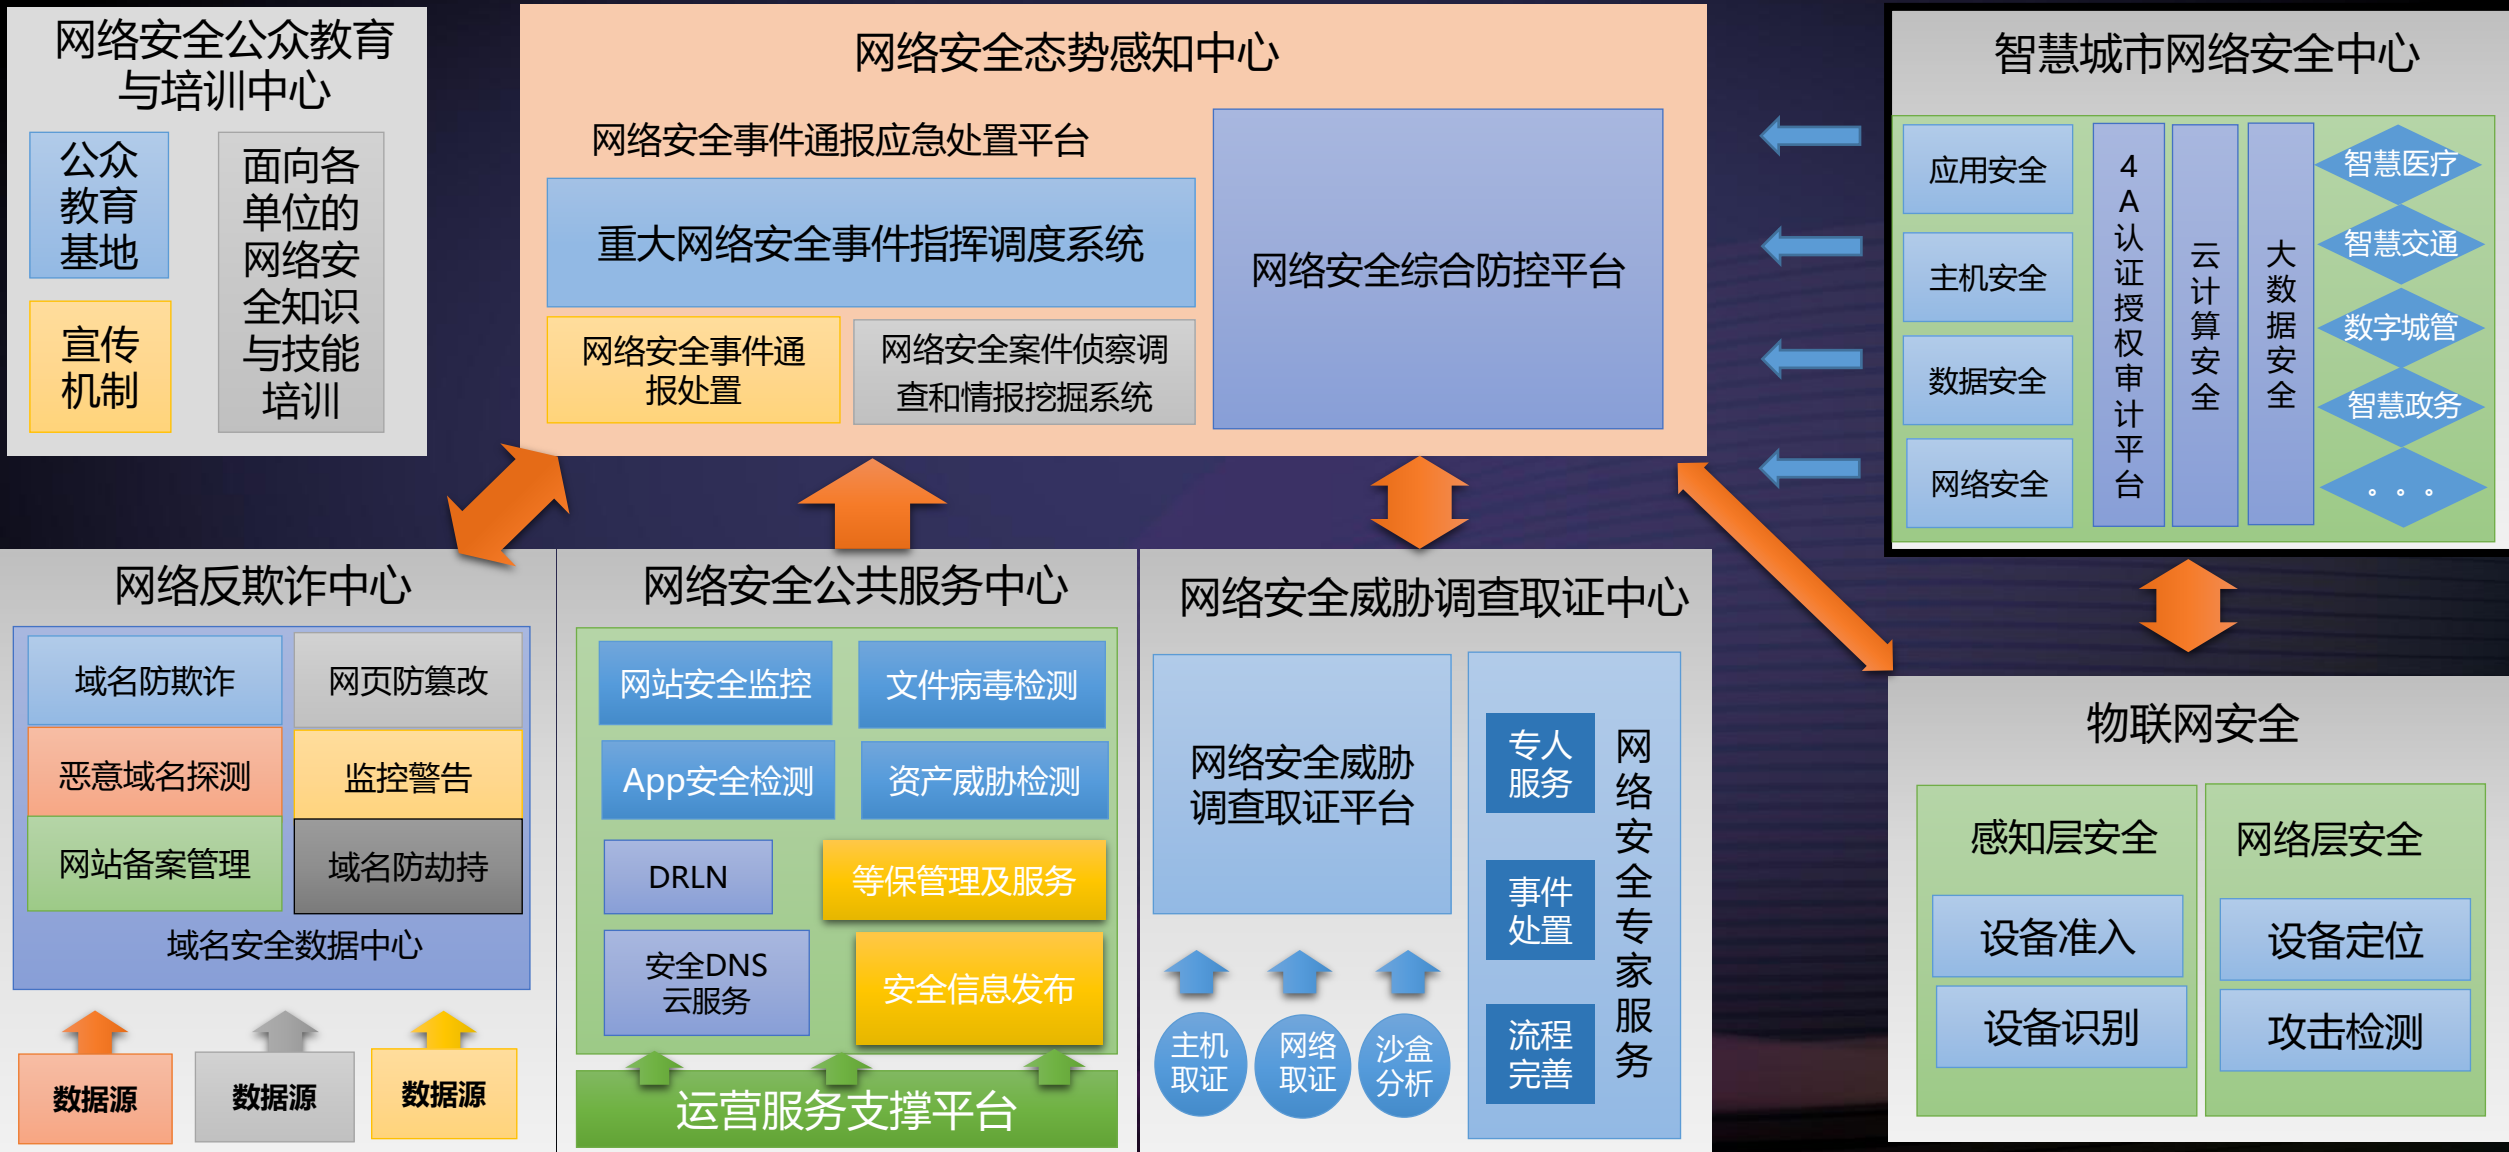 网络安全公众教育
与培训中心
公众
教育
基地
宣传
机制
面向各
单位的
网络安
全知识
与技能
培训
网络安全态势感知中心
网络安全事件通报应急处置平台
重大网络安全事件指挥调度系统
网络安全事件通
报处置
网络安全案件侦察调
查和情报挖掘系统
网络安全综合防控平台
智慧城市网络安全中心
应用安全
主机安全
数据安全
网络安全
4A认证授权审计平台
云计算安全
大数据安全
智慧医疗
智慧交通
数字城管
智慧政务
。。。
网络反欺诈中心
域名防欺诈
网页防篡改
恶意域名探测
监控警告
网站备案管理
域名防劫持
域名安全数据中心
数据源
数据源
数据源
网络安全公共服务中心
网站安全监控
文件病毒检测
App安全检测
资产威胁检测
DRLN
等保管理及服务
安全DNS
云服务
安全信息发布
运营服务支撑平台
网络安全威胁调查取证中心
网络安全威胁
调查取证平台
主机
取证
网络
取证
沙盒
分析
专人
服务
事件
处置
流程
完善
网络安全专家服务
物联网安全
感知层安全
设备准入
设备识别
网络层安全
设备定位
攻击检测